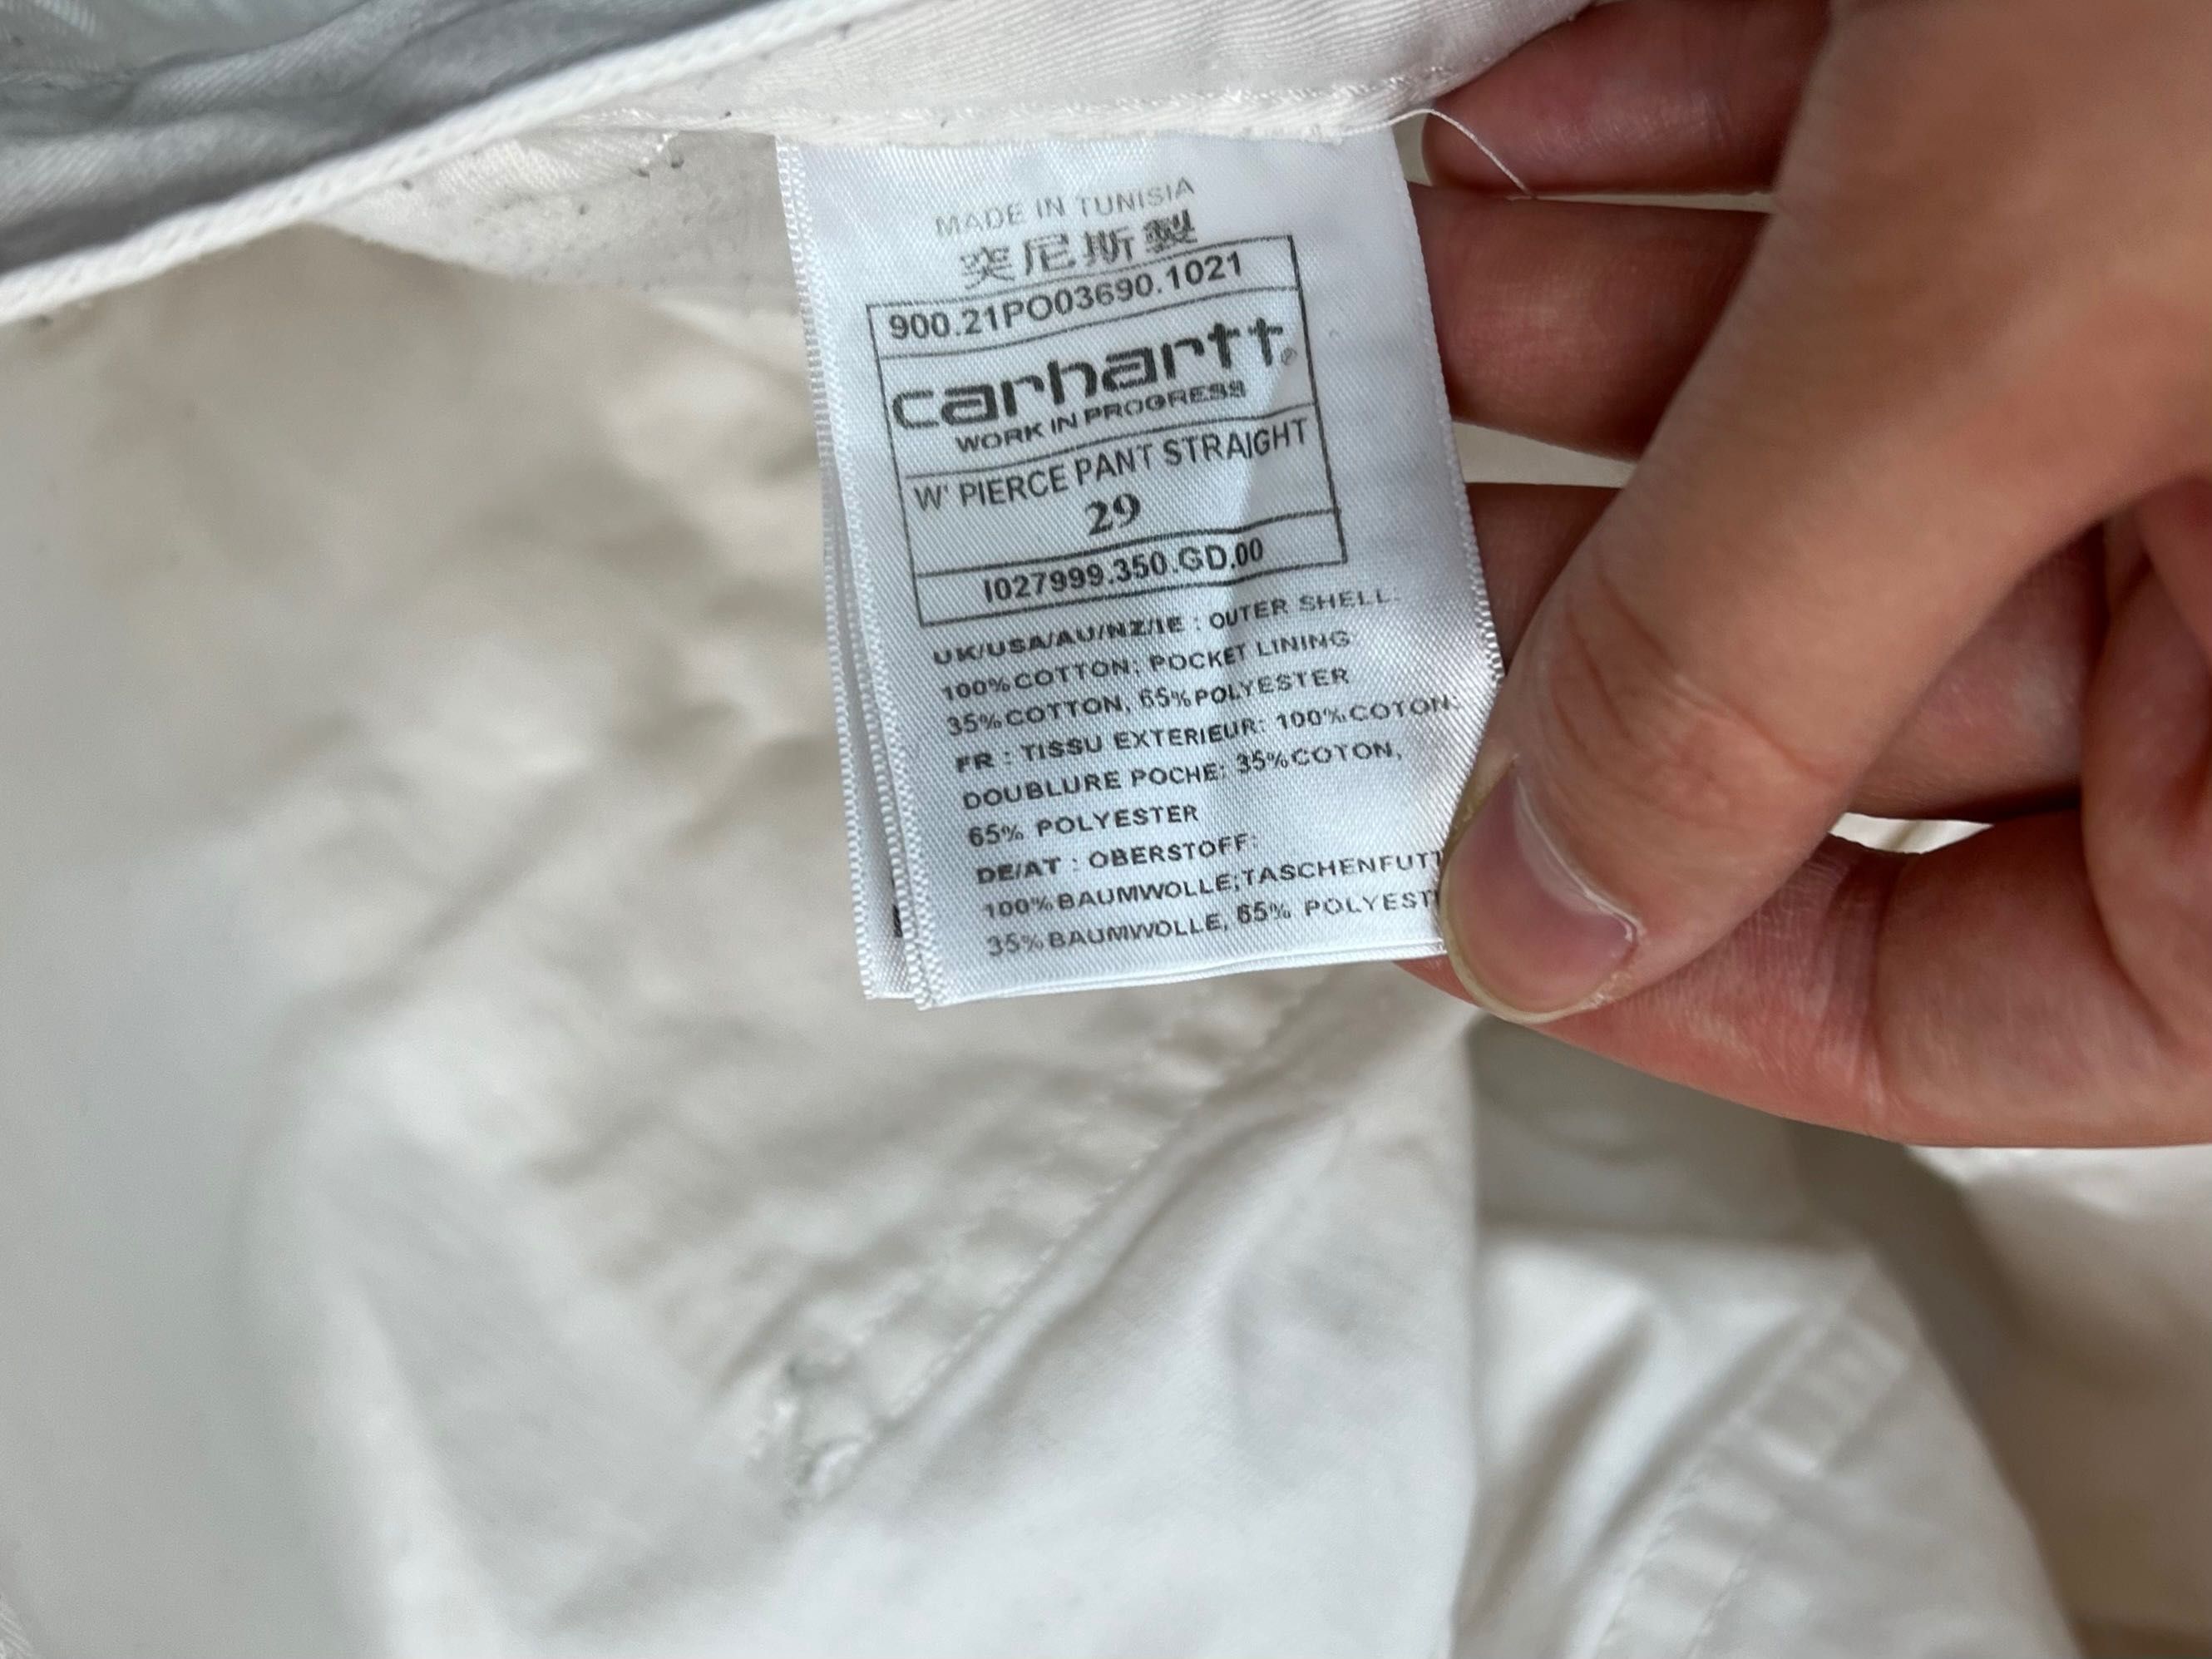 MADE IN TUNISIA
突尼斯製
900.21PO03690.1021
carhartt®
WORK IN PROGRESS
W' PIERCE PANT STRAIGHT
29
I027999.350.GD.00
UK/USA/AU/NZ/IE : OUTER SHELL:
100%COTTON; POCKET LINING
35%COTTON, 65%POLYESTER
FR : TISSU EXTERIEUR: 100%COTON;
DOUBLURE POCHE: 35%COTON,
65% POLYESTER
DE/AT : OBERSTOFF:
100%BAUMWOLLE;
35%BAUMWOLLE, 65%